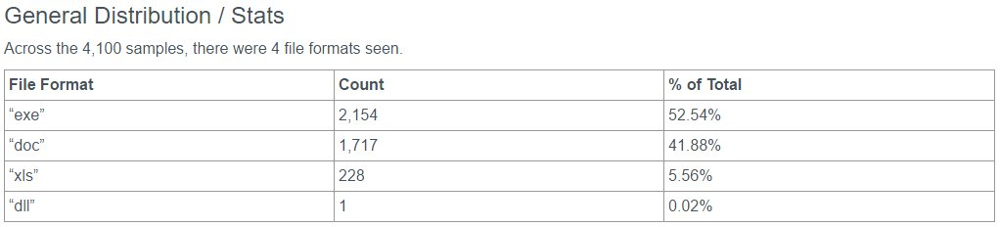 General Distribution / Stats
Across the 4,100 samples, there were 4 file formats seen.
File Format Count % of Total
“exe” 2,154 52.54%
“doc” 1,717 41.88%
“xls” 228 5.56%
“dll” 1 0.02%